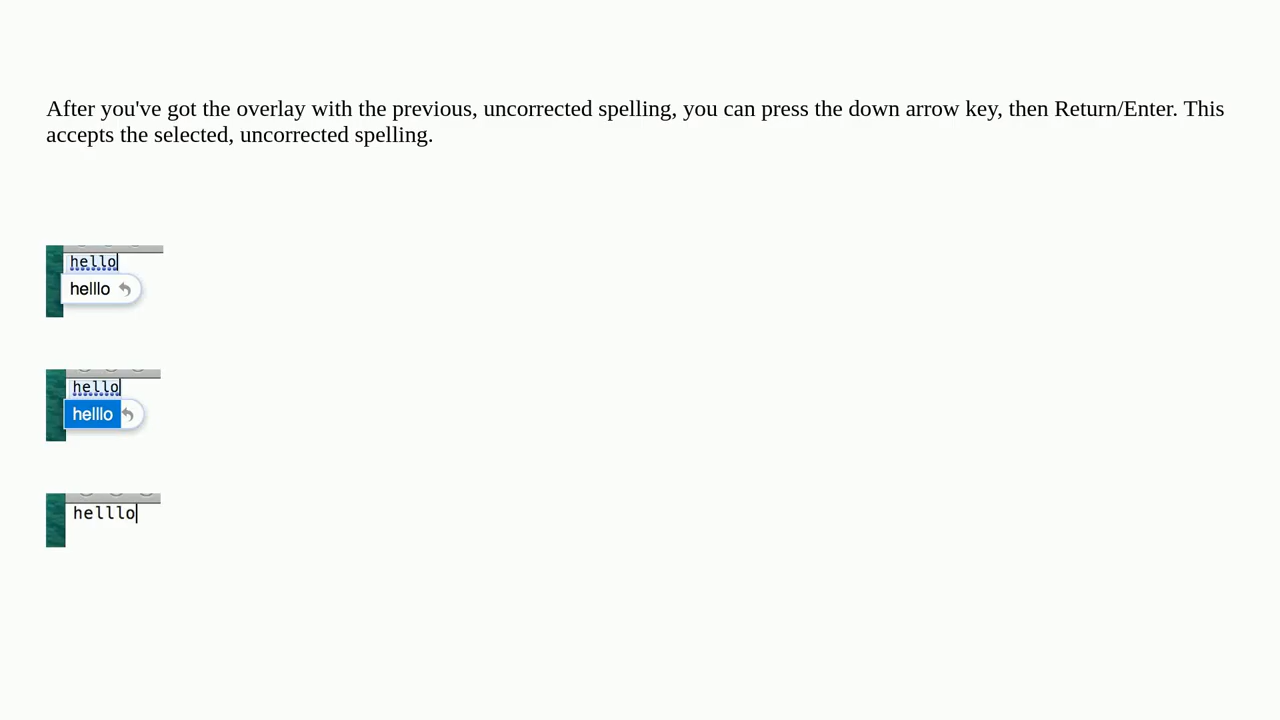 After you've got the overlay with the previous, uncorrected spelling, you can press the down arrow key, then Return/Enter. This
accepts the selected, uncorrected spelling.
hello
helllo
hello
helllo
helllo